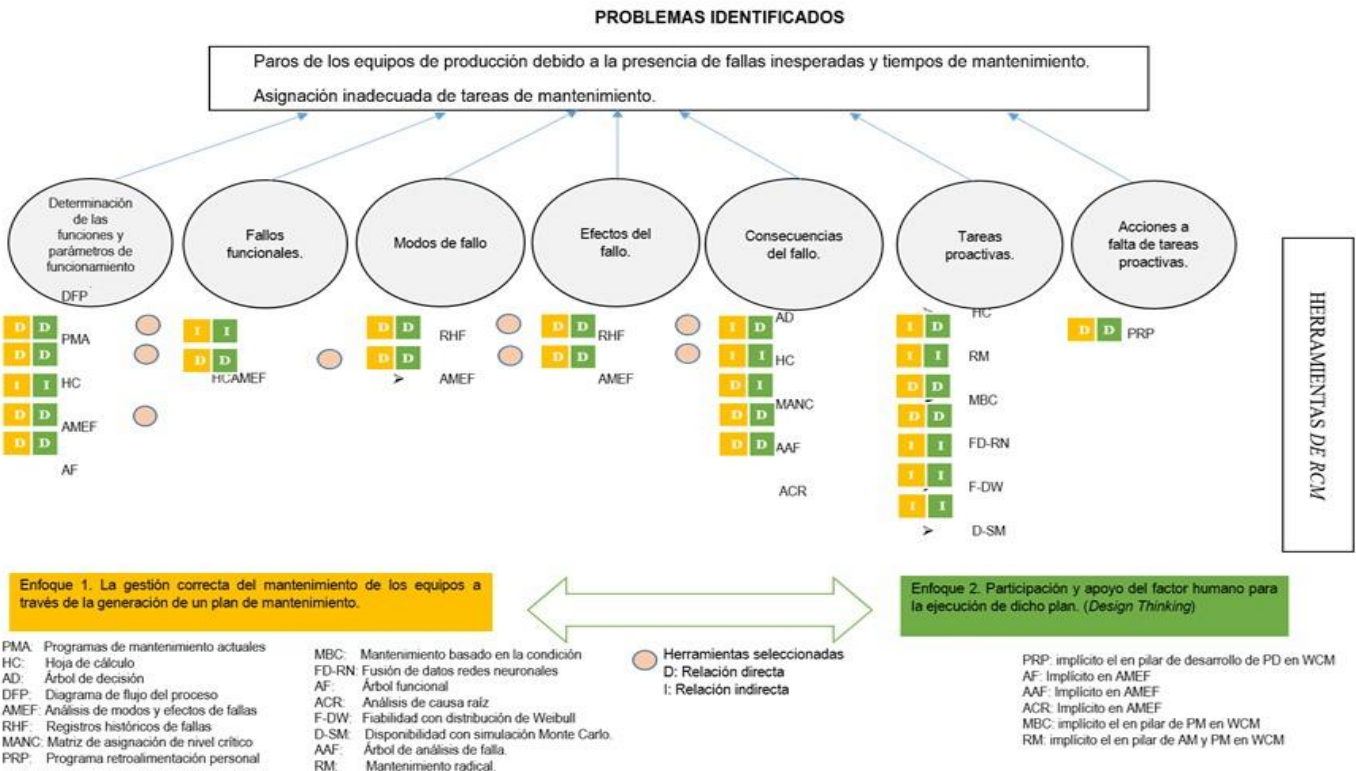 PROBLEMAS IDENTIFICADOS
Paros de los equipos de producción debido a la presencia de fallas inesperadas y tiempos de mantenimiento.
Asignación inadecuada de tareas de mantenimiento.
Determinación
de las
funciones y
parámetros de
funcionamiento
Fallos
funcionales.
Modos de fallo
Efectos del
fallo.
Consecuencias
del fallo.
Tareas
proactivas.
Acciones a
falta de tareas
proactivas.
HERRAMIENTAS DE RCM
DFP
D D
PMA
D D
I I
HC
D D
AMEF
D D
AF
I I
D D
HCAMEF
D D
RHF
D D
➢ AMEF
D D
RHF
D D
AMEF
AD
I D
I I
HC
D I
MANC
D D
D D
AAF
ACR
HC
I D
I I
RM
D D
MBC
D D
I I
FD-RN
I I
F-DW
I I
➢ D-SM
D D PRP
Enfoque 1. La gestión correcta del mantenimiento de los equipos a
través de la generación de un plan de mantenimiento.
Enfoque 2. Participación y apoyo del factor humano para
la ejecución de dicho plan. (Design Thinking)
PMA: Programas de mantenimiento actuales
HC: Hoja de cálculo
AD: Árbol de decisión
DFP: Diagrama de flujo del proceso
AMEF: Análisis de modos y efectos de fallas
RHF: Registros históricos de fallas
MANC: Matriz de asignación de nivel crítico
PRP: Programa retroalimentación personal
MBC: Mantenimiento basado en la condición
FD-RN: Fusión de datos redes neuronales
AF: Árbol funcional
ACR: Análisis de causa raíz
F-DW: Fiabilidad con distribución de Weibull
D-SM: Disponibilidad con simulación Monte Carlo.
AAF: Árbol de análisis de falla.
RM: Mantenimiento radical.
Herramientas seleccionadas
D: Relación directa
I: Relación indirecta
PRP: implícito el en pilar de desarrollo de PD en WCM
AF: Implícito en AMEF
AAF: Implícito en AMEF
ACR: Implícito en AMEF
MBC: implícito el en pilar de PM en WCM
RM: implícito el en pilar de AM y PM en WCM